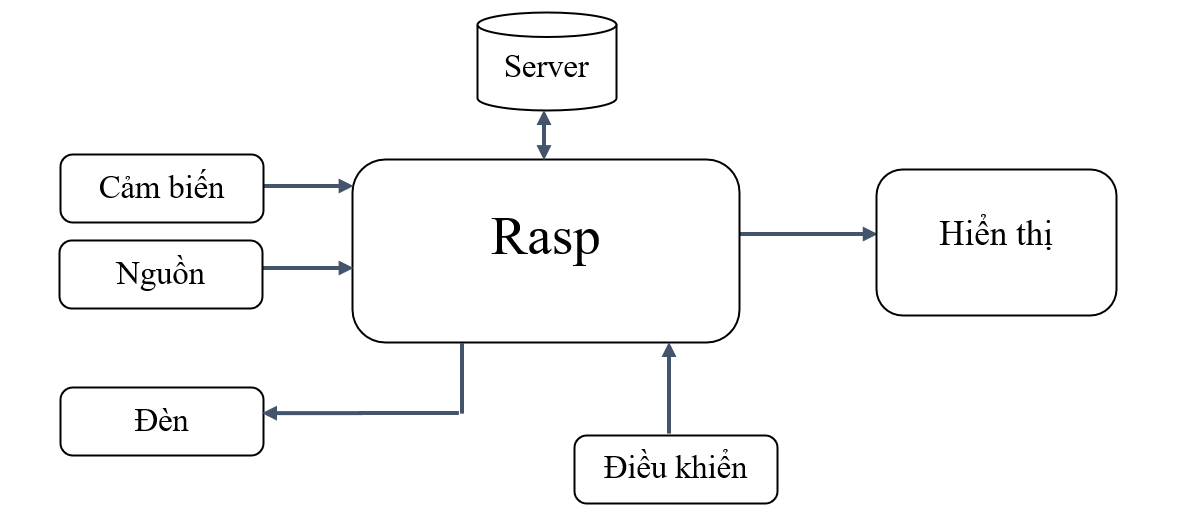 Server
Cảm biến
Rasp
Hiển thị
Nguồn
Đèn
Điều khiển